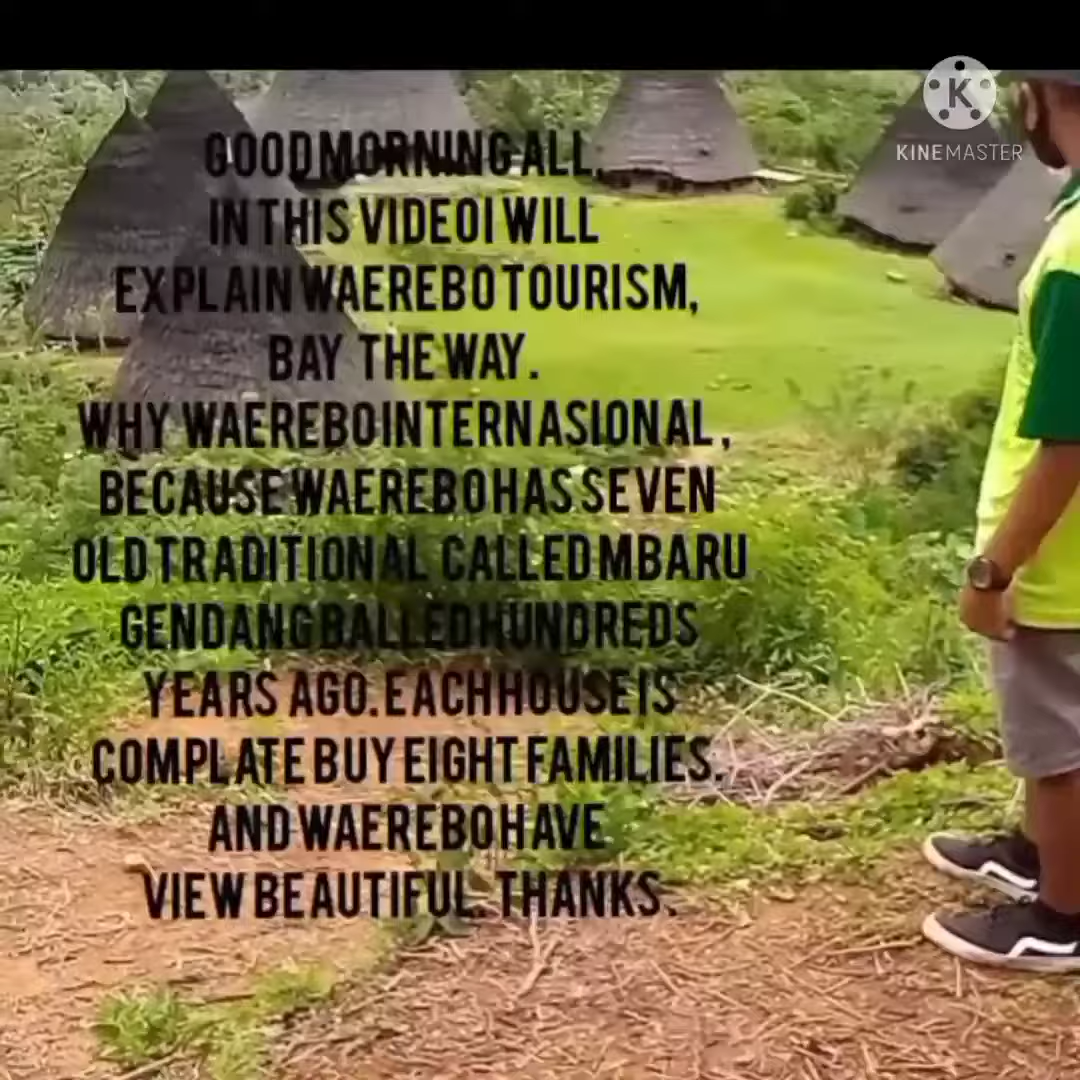 GOOD MORNING ALL,
IN THIS VIDEO I WILL
EXPLAIN WAEREBO TOURISM,
BAY THE WAY.
WHY WAEREBO INTERNASIONAL,
BECAUSE WAEREBO HAS SEVEN
OLD TRADITIONAL CALLED MBARU
GENDANG BALLED HUNDREDS
YEARS AGO. EACH HOUSE IS
COMPLATE BUY EIGHT FAMILIES.
AND WAEREBO HAVE
VIEW BEAUTIFUL. THANKS.
K
KINEMASTER